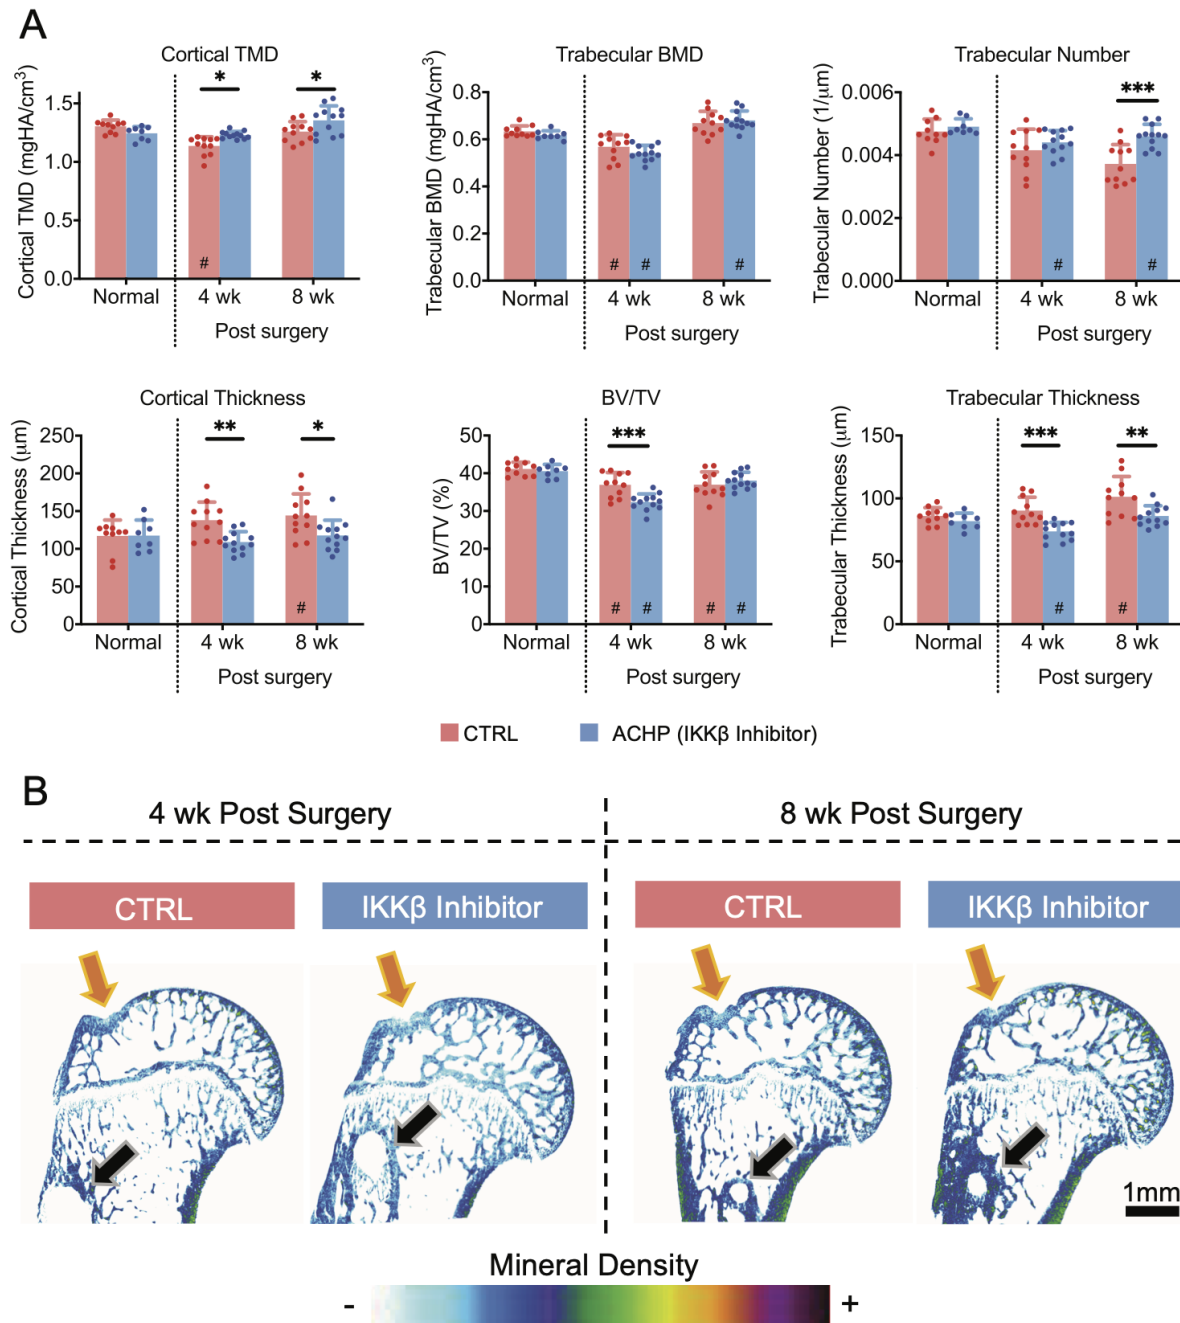 A
Cortical TMD
Cortical TMD (mgHA/cm³)
1.5
1.0
0.5
0.0
*
*
#
Normal
4 wk
8 wk
Post surgery
Trabecular BMD
Trabecular BMD (mgHA/cm³)
0.8
0.6
0.4
0.2
0.0
# # #
Normal
4 wk
8 wk
Post surgery
Trabecular Number
Trabecular Number (1/μm)
0.006
0.004
0.002
0.000
***
# #
Normal
4 wk
8 wk
Post surgery
Cortical Thickness
Cortical Thickness (μm)
250
200
150
100
50
0
**
*
#
Normal
4 wk
8 wk
Post surgery
BV/TV
BV/TV (%)
50
40
30
20
10
0
***
# # # #
Normal
4 wk
8 wk
Post surgery
Trabecular Thickness
Trabecular Thickness (μm)
150
100
50
0
***
**
# #
Normal
4 wk
8 wk
Post surgery
CTRL
ACHP (IKKβ Inhibitor)
B
4 wk Post Surgery
8 wk Post Surgery
CTRL
IKKβ Inhibitor
CTRL
IKKβ Inhibitor
1mm
Mineral Density
- +